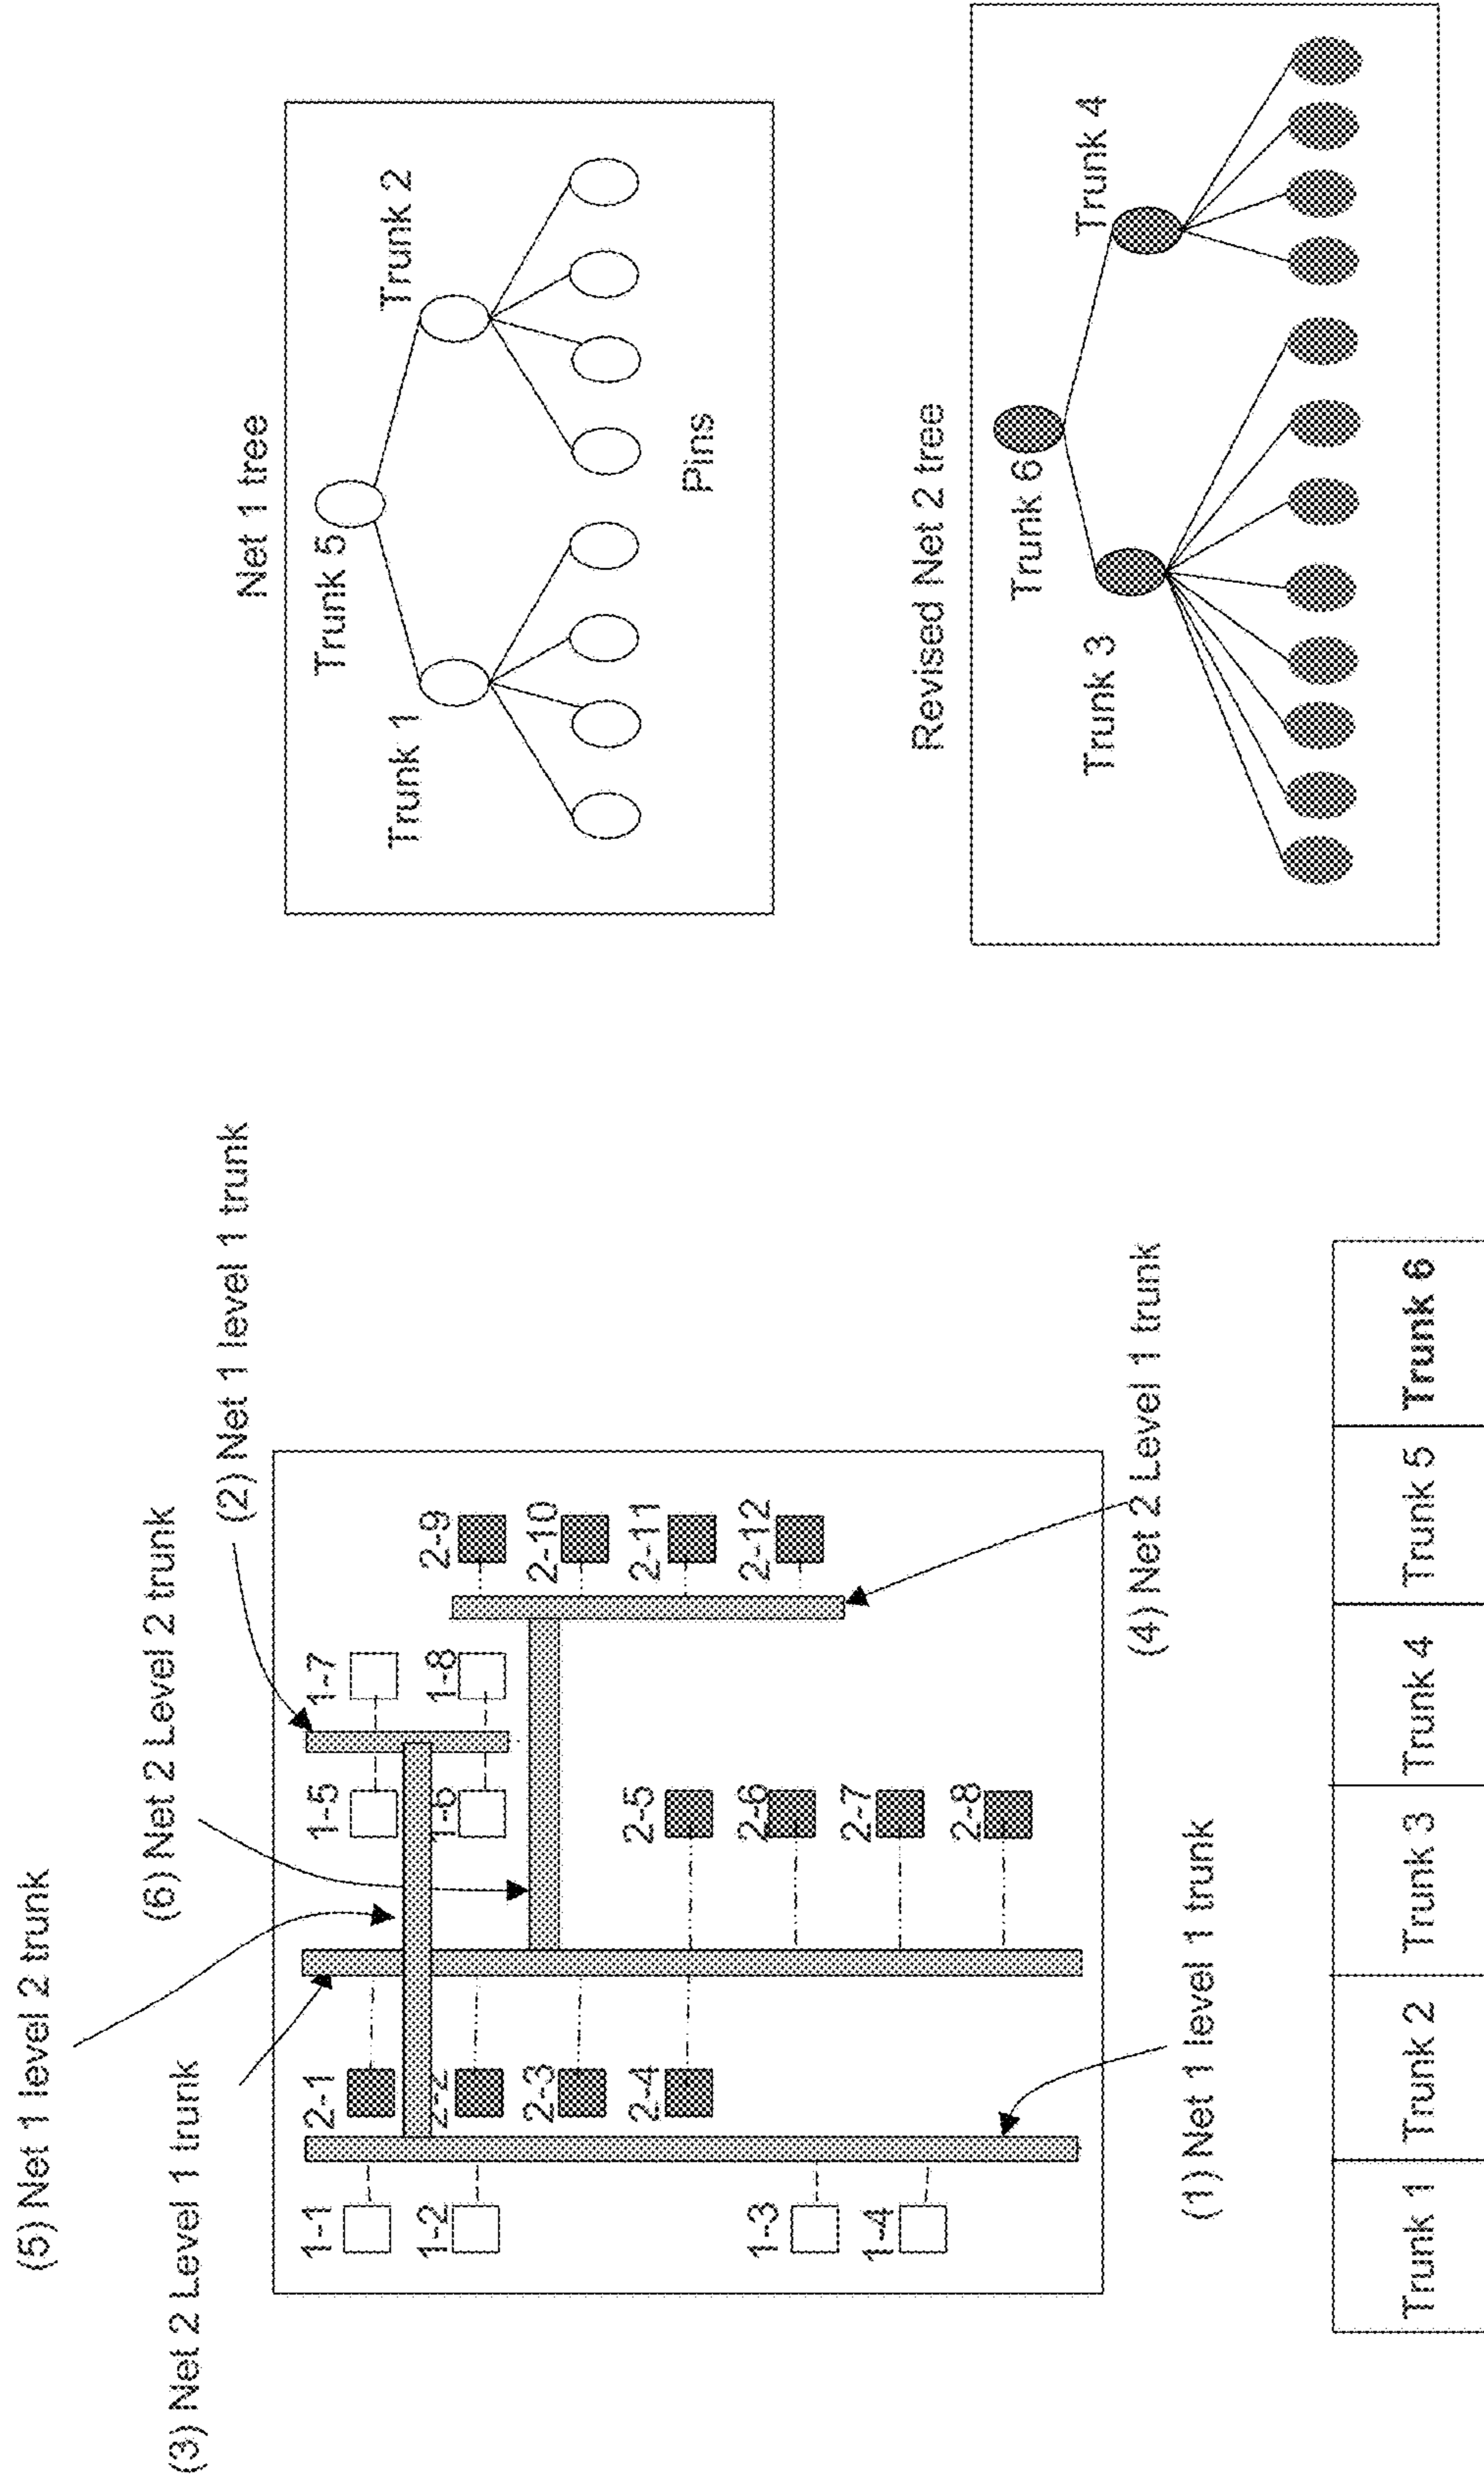 (5) Net 1 level 2 trunk
(6) Net 2 Level 2 trunk
(3) Net 2 Level 1 trunk
(2) Net 1 level 1 trunk
1-1
2-1
1-5
1-7
2-9
1-2
2-2
1-6
1-8
2-10
2-3
2-5
2-11
2-4
2-6
2-12
1-3
2-7
1-4
2-8
(4) Net 2 Level 1 trunk
(1) Net 1 level 1 trunk
Trunk 1
Trunk 2
Trunk 3
Trunk 4
Trunk 5
Trunk 6
Net 1 tree
Trunk 5
Trunk 1
Trunk 2
Pins
Revised Net 2 tree
Trunk 6
Trunk 3
Trunk 4